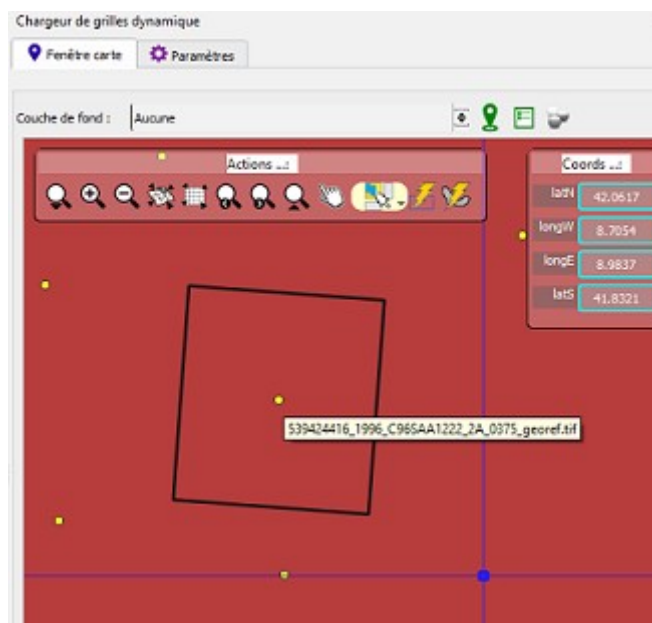 Chargeur de grilles dynamique
Fenêtre carte Paramètres
Couche de fond : Aucune
Actions ...:
Coords ...:
latN 42.0617
longW 8.7054
longE 8.9837
latS 41.8321
539424416_1996_C96SAA1222_2A_0375_georef.tif